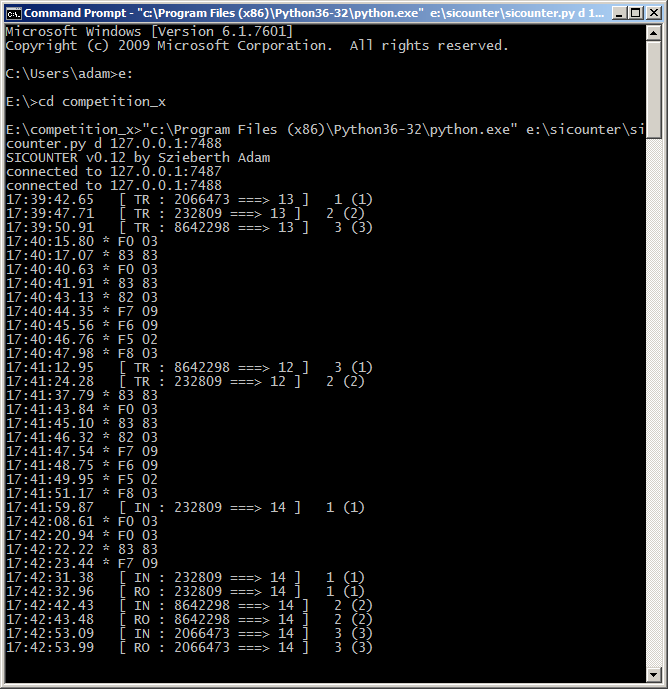 Command Prompt - "c:\Program Files (x86)\Python36-32\python.exe" e:\sicounter\sicounter.py d 1...
Microsoft Windows [Version 6.1.7601]
Copyright (c) 2009 Microsoft Corporation.  All rights reserved.
C:\Users\adam>e:
E:\>cd competition_x
E:\competition_x>"c:\Program Files (x86)\Python36-32\python.exe" e:\sicounter\si
counter.py d 127.0.0.1:7488
SICOUNTER v0.12 by Szieberth Adam
connected to 127.0.0.1:7487
connected to 127.0.0.1:7488
17:39:42.65   [ TR : 2066473 ===> 13 ]   1 (1)
17:39:47.71   [ TR : 232809 ===> 13 ]   2 (2)
17:39:50.91   [ TR : 8642298 ===> 13 ]   3 (3)
17:40:15.80 * F0 03
17:40:17.07 * 83 83
17:40:40.63 * F0 03
17:40:41.91 * 83 83
17:40:43.13 * 82 03
17:40:44.35 * F7 09
17:40:45.56 * F6 09
17:40:46.76 * F5 02
17:40:47.98 * F8 03
17:41:12.95   [ TR : 8642298 ===> 12 ]   3 (1)
17:41:24.28   [ TR : 232809 ===> 12 ]   2 (2)
17:41:37.79 * 83 83
17:41:43.84 * F0 03
17:41:45.10 * 83 83
17:41:46.32 * 82 03
17:41:47.54 * F7 09
17:41:48.75 * F6 09
17:41:49.95 * F5 02
17:41:51.17 * F8 03
17:41:59.87   [ IN : 232809 ===> 14 ]   1 (1)
17:42:08.61 * F0 03
17:42:20.94 * F0 03
17:42:22.22 * 83 83
17:42:23.44 * F7 09
17:42:31.38   [ IN : 232809 ===> 14 ]   1 (1)
17:42:32.96   [ RO : 232809 ===> 14 ]   1 (1)
17:42:42.43   [ IN : 8642298 ===> 14 ]   2 (2)
17:42:43.48   [ RO : 8642298 ===> 14 ]   2 (2)
17:42:53.09   [ IN : 2066473 ===> 14 ]   3 (3)
17:42:53.99   [ RO : 2066473 ===> 14 ]   3 (3)